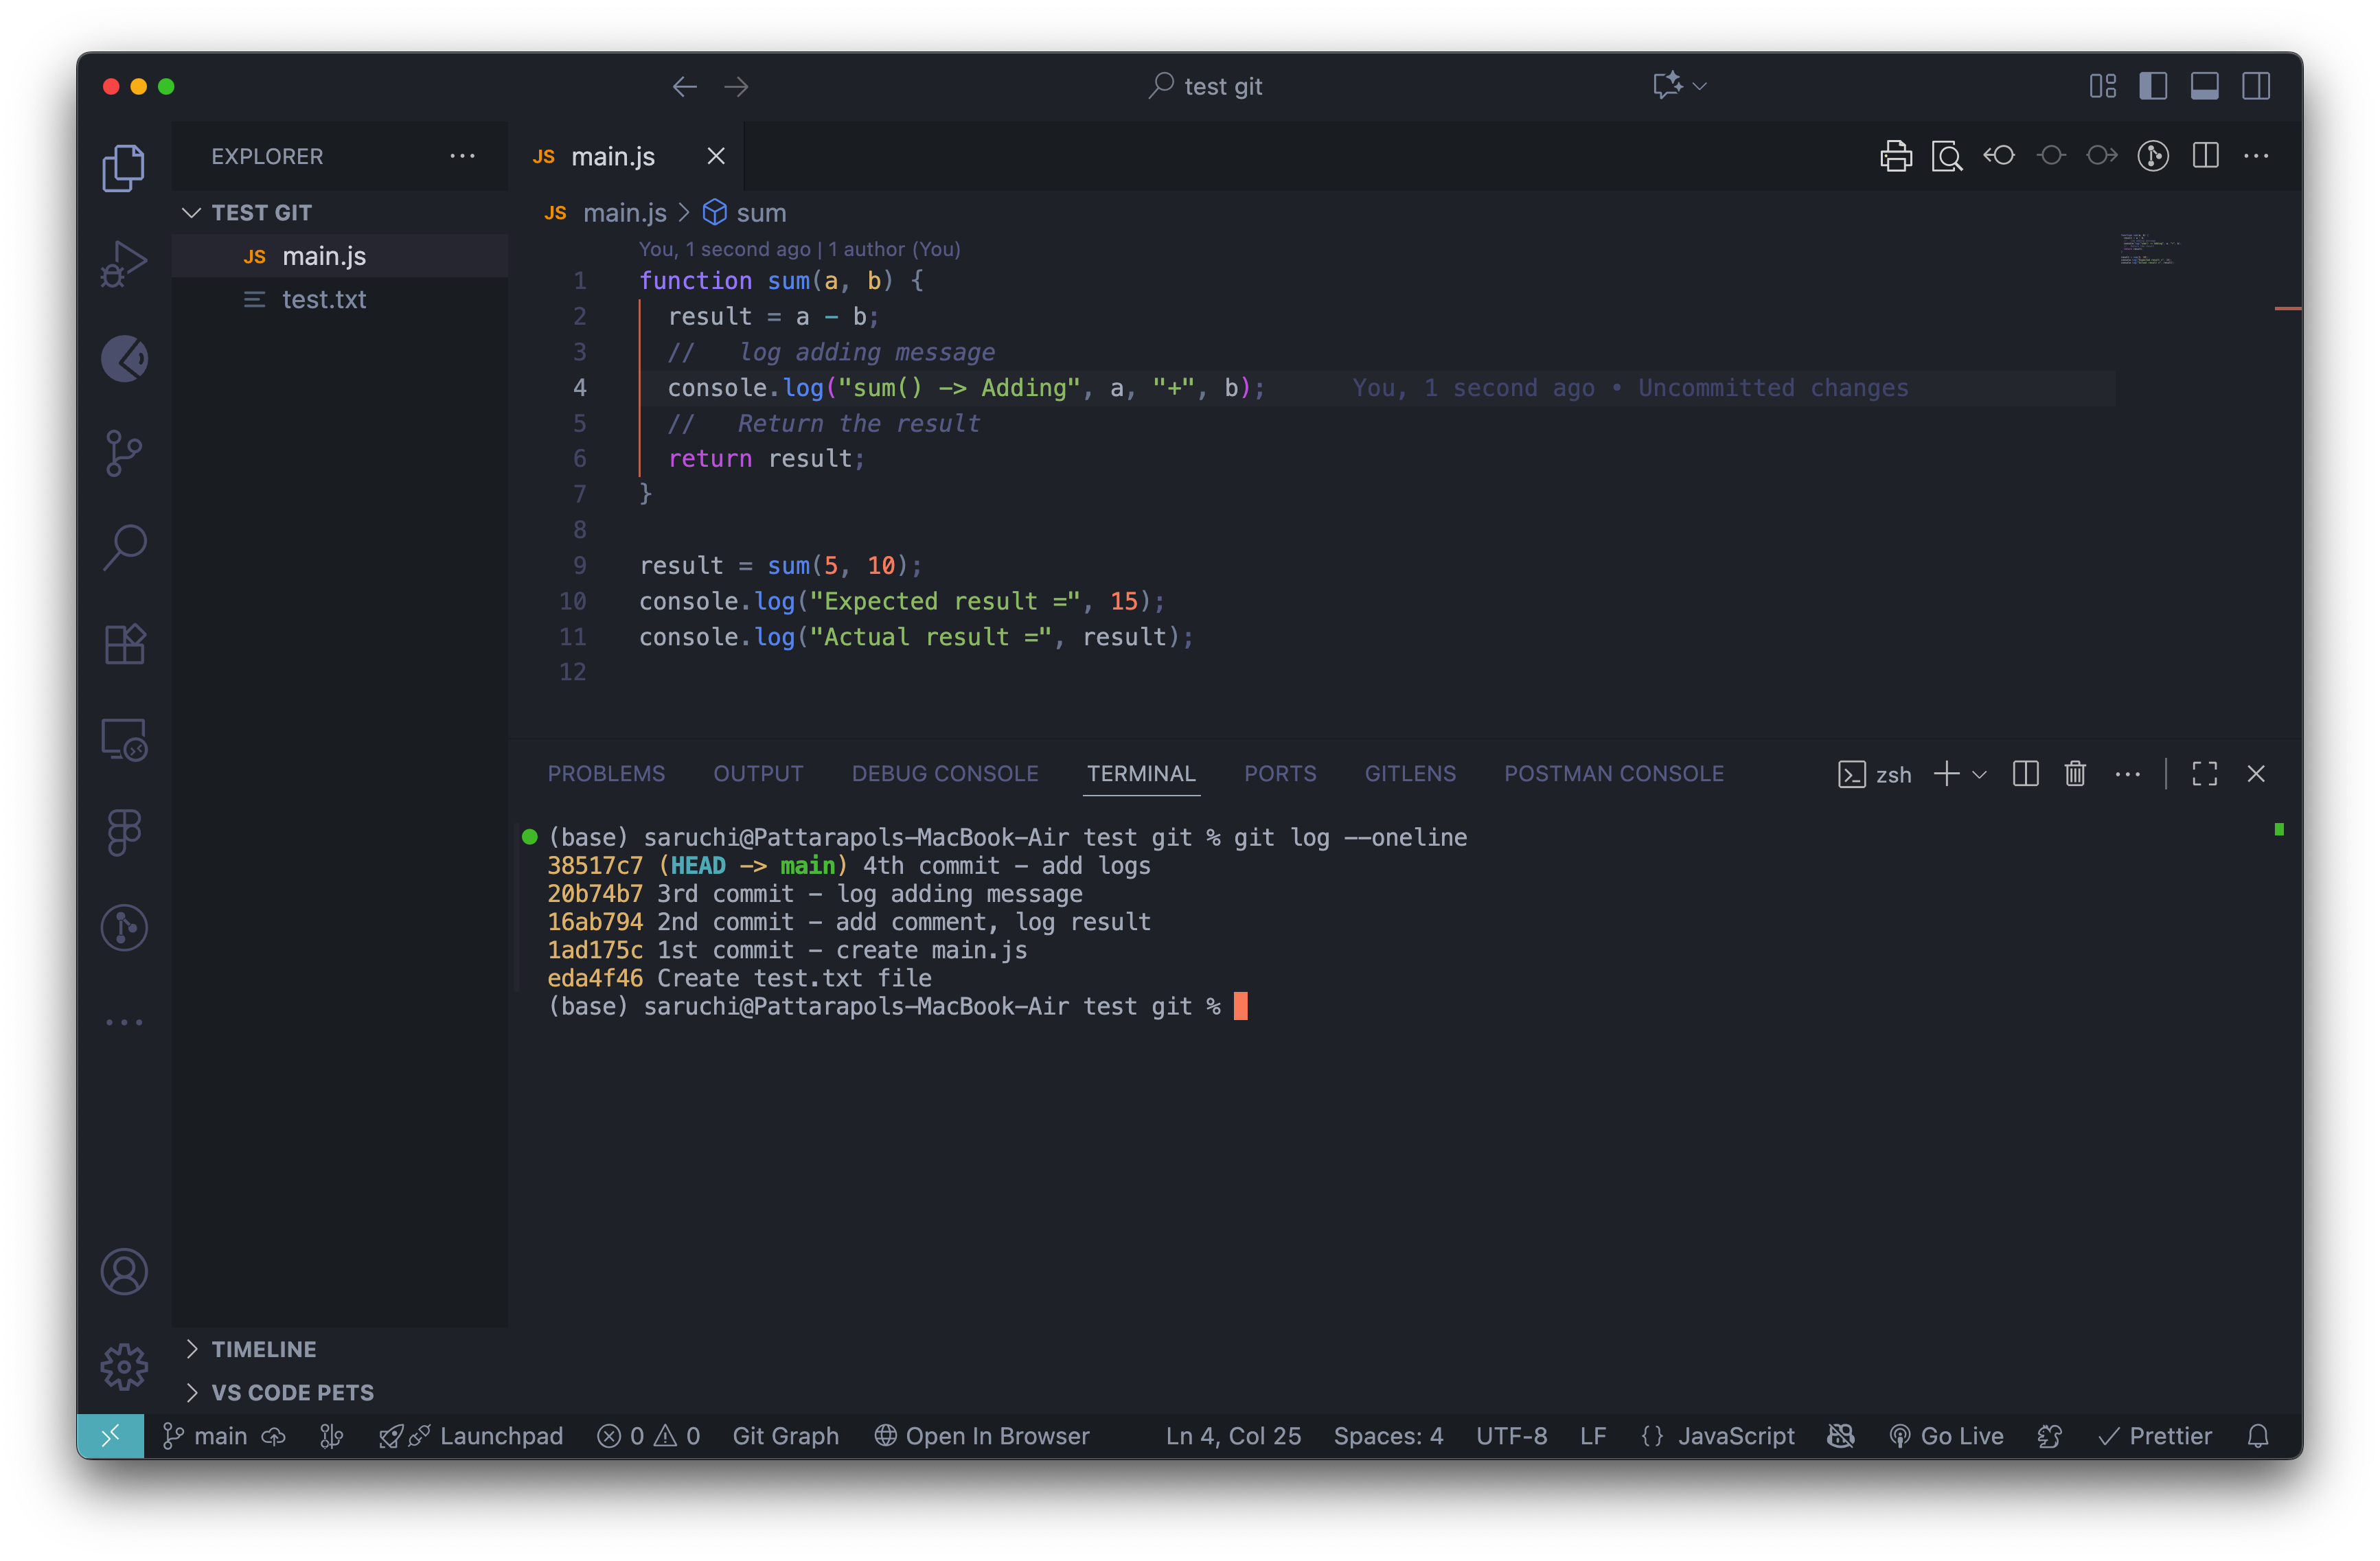 test git
EXPLORER
TEST GIT
JS main.js
test.txt
TIMELINE
VS CODE PETS
JS main.js
JS main.js > sum
You, 1 second ago | 1 author (You)
1 function sum(a, b) {
2 result = a - b;
3 // log adding message
4 console.log("sum() -> Adding", a, "+", b); You, 1 second ago • Uncommitted changes
5 // Return the result
6 return result;
7 }
8
9 result = sum(5, 10);
10 console.log("Expected result =", 15);
11 console.log("Actual result =", result);
12
PROBLEMS OUTPUT DEBUG CONSOLE TERMINAL PORTS GITLENS POSTMAN CONSOLE zsh
(base) saruchi@Pattarapols-MacBook-Air test git % git log --oneline
38517c7 (HEAD -> main) 4th commit - add logs
20b74b7 3rd commit - log adding message
16ab794 2nd commit - add comment, log result
1ad175c 1st commit - create main.js
eda4f46 Create test.txt file
(base) saruchi@Pattarapols-MacBook-Air test git %
main Launchpad 0 0 Git Graph Open In Browser Ln 4, Col 25 Spaces: 4 UTF-8 LF {} JavaScript Go Live Prettier